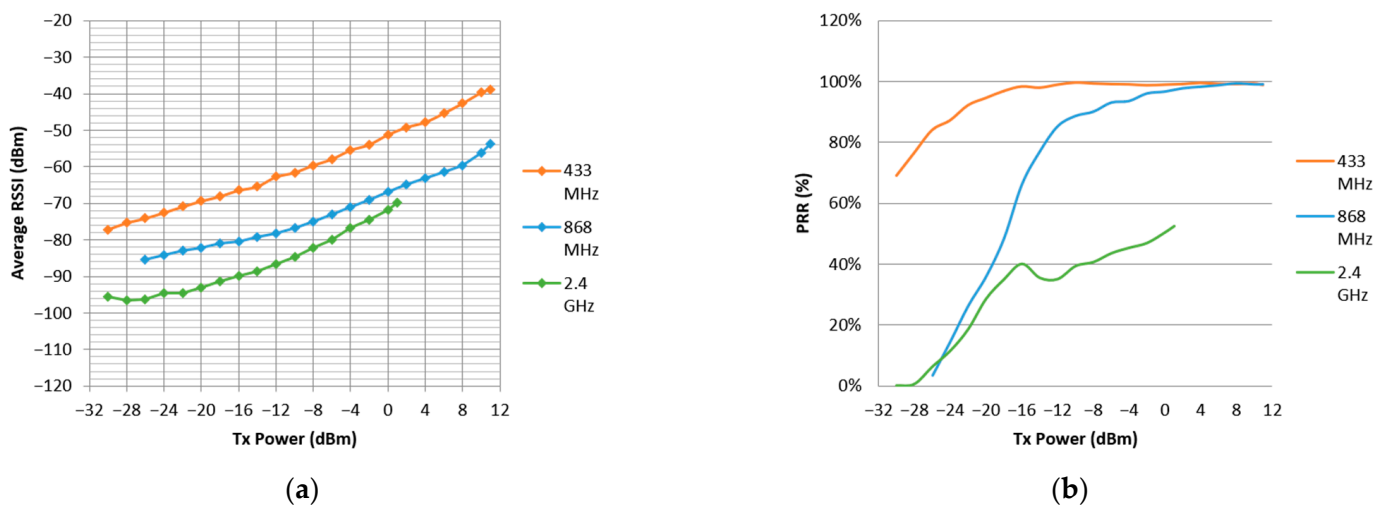 −20
−30
−40
−50
−60
−70
−80
−90
−100
−110
−120
Average RSSI (dBm)
−32 −28 −24 −20 −16 −12 −8 −4 0 4 8 12
Tx Power (dBm)
433
MHz
868
MHz
2.4
GHz
(a)
120%
100%
80%
60%
40%
20%
0%
PRR (%)
−32 −28 −24 −20 −16 −12 −8 −4 0 4 8 12
Tx Power (dBm)
433
MHz
868
MHz
2.4
GHz
(b)